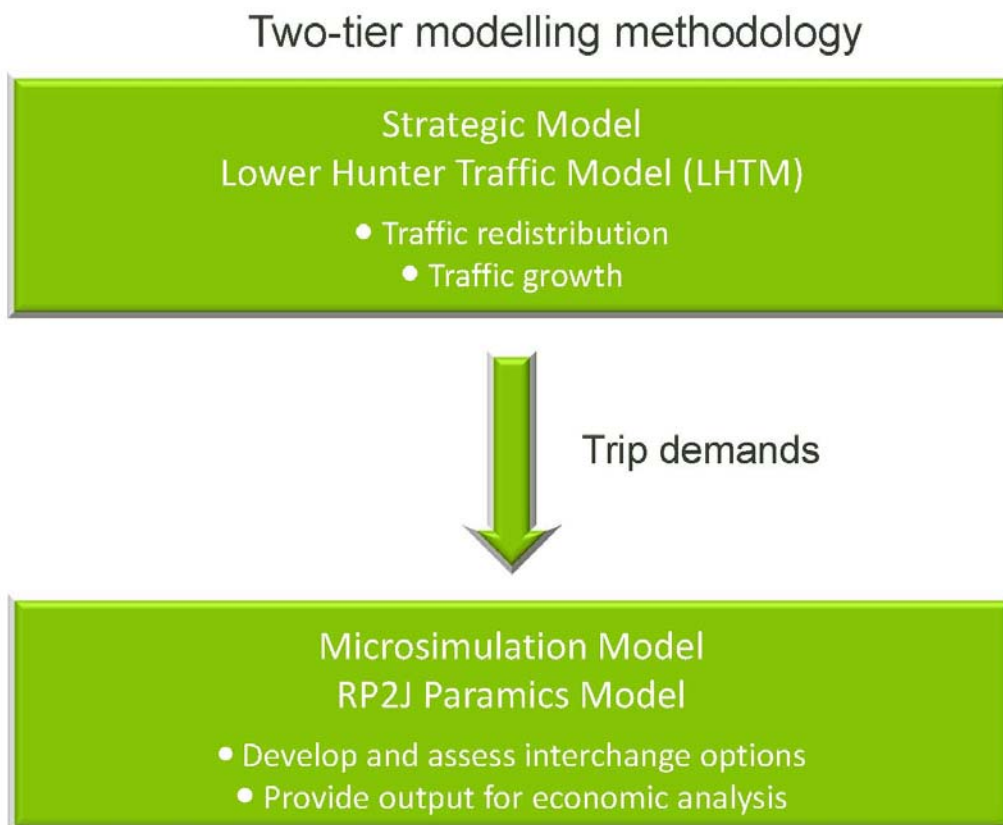 Two-tier modelling methodology
Strategic Model
Lower Hunter Traffic Model (LHTM)
● Traffic redistribution
● Traffic growth
Trip demands
Microsimulation Model
RP2J Paramics Model
● Develop and assess interchange options
● Provide output for economic analysis